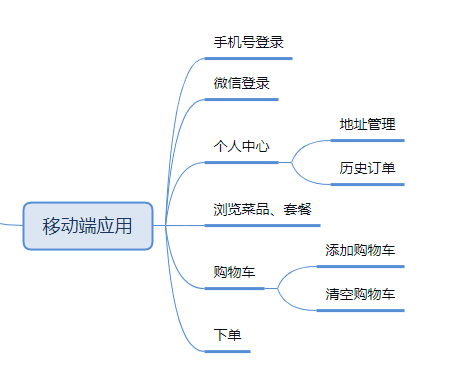 手机号登录
微信登录
地址管理
个人中心
历史订单
浏览菜品、套餐
移动端应用
添加购物车
购物车
清空购物车
下单